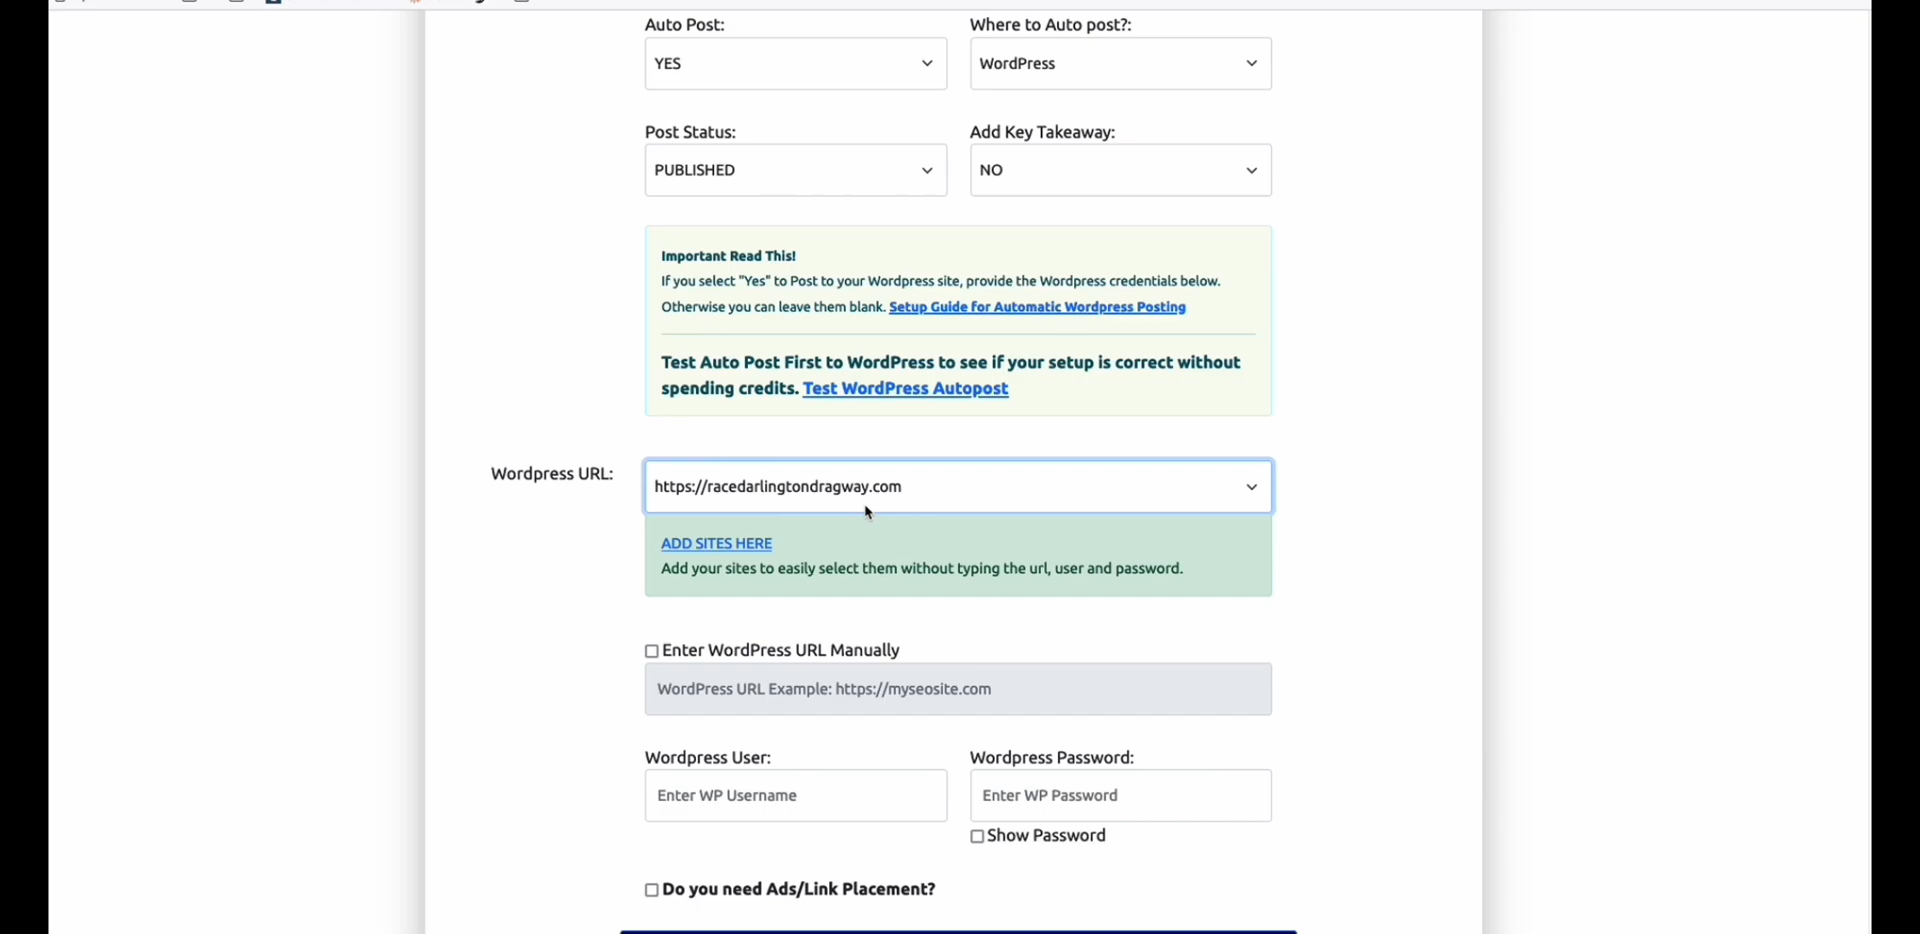 Auto Post:
Where to Auto post?:
YES
WordPress
Post Status:
Add Key Takeaway:
PUBLISHED
NO
Important Read This!
If you select "Yes" to Post to your Wordpress site, provide the Wordpress credentials below.
Otherwise you can leave them blank. Setup Guide for Automatic Wordpress Posting
Test Auto Post First to WordPress to see if your setup is correct without
spending credits. Test WordPress Autopost
Wordpress URL:
https://racedarlingtondragway.com
ADD SITES HERE
Add your sites to easily select them without typing the url, user and password.
Enter WordPress URL Manually
WordPress URL Example: https://myseosite.com
Wordpress User:
Wordpress Password:
Enter WP Username
Enter WP Password
Show Password
Do you need Ads/Link Placement?